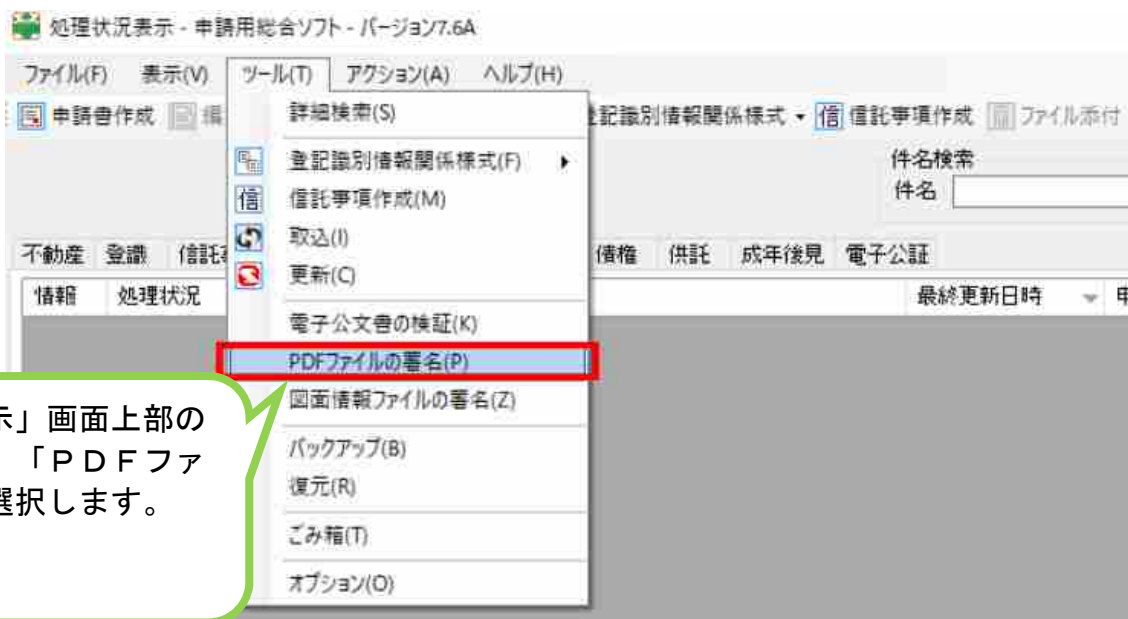 処理状況表示 - 申請用総合ソフト - バージョン7.6A
ファイル(F) 表示(V) ツール(T) アクション(A) ヘルプ(H)
申請書作成 編 登記識別情報関係様式 信 信託事項作成 ファイル添付
詳細検索(S)
登記識別情報関係様式(F)
信 信託事項作成(M)
取込(I)
更新(C)
電子公文書の検証(K)
PDFファイルの署名(P)
図面情報ファイルの署名(Z)
バックアップ(B)
復元(R)
ごみ箱(T)
オプション(O)
件名検索
件名
不動産 登識 信託 債権 供託 成年後見 電子公証
情報 処理状況 最終更新日時 申
示」画面上部の
「ＰＤＦファ
選択します。